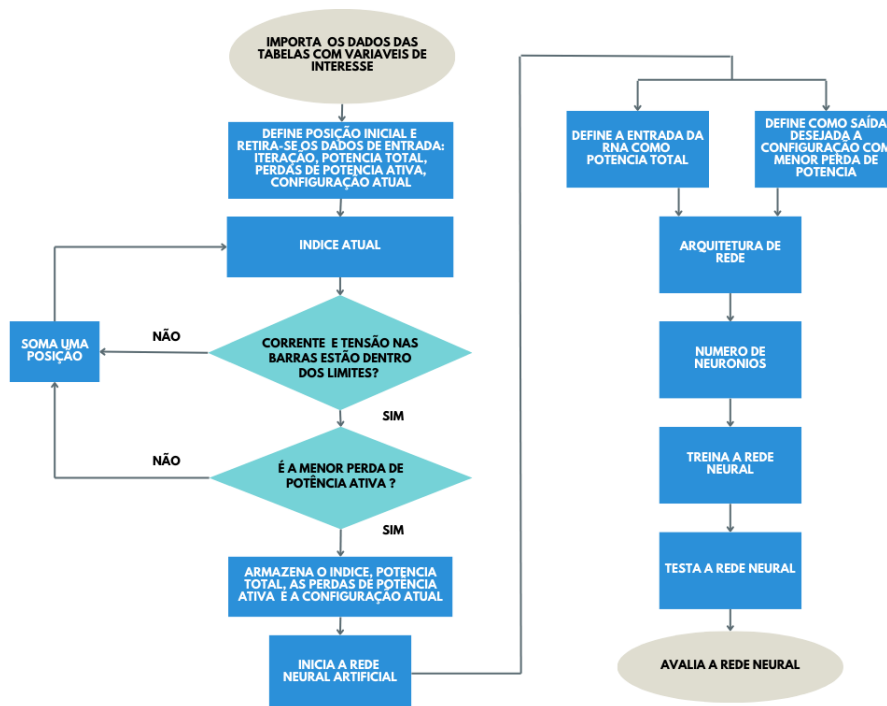 IMPORTA OS DADOS DAS
TABELAS COM VARIAVEIS DE
INTERESSE
DEFINE POSIÇÃO INICIAL E
RETIRA-SE OS DADOS DE ENTRADA:
ITERAÇÃO, POTENCIA TOTAL,
PERDAS DE POTENCIA ATIVA,
CONFIGURAÇÃO ATUAL
INDICE ATUAL
SOMA UMA
POSIÇÃO
NÃO
CORRENTE E TENSÃO NAS
BARRAS ESTÃO DENTRO
DOS LIMITES?
SIM
NÃO
É A MENOR PERDA DE
POTÊNCIA ATIVA ?
SIM
ARMAZENA O INDICE, POTENCIA
TOTAL, AS PERDAS DE POTENCIA
ATIVA É A CONFIGURAÇÃO ATUAL
INICIA A REDE
NEURAL ARTIFICIAL
DEFINE A ENTRADA DA
RNA COMO
POTENCIA TOTAL
DEFINE COMO SAÍDA
DESEJADA A
CONFIGURAÇÃO COM
MENOR PERDA DE
POTENCIA
ARQUITETURA DE
REDE
NUMERO DE
NEURONIOS
TREINA A REDE
NEURAL
TESTA A REDE NEURAL
AVALIA A REDE NEURAL